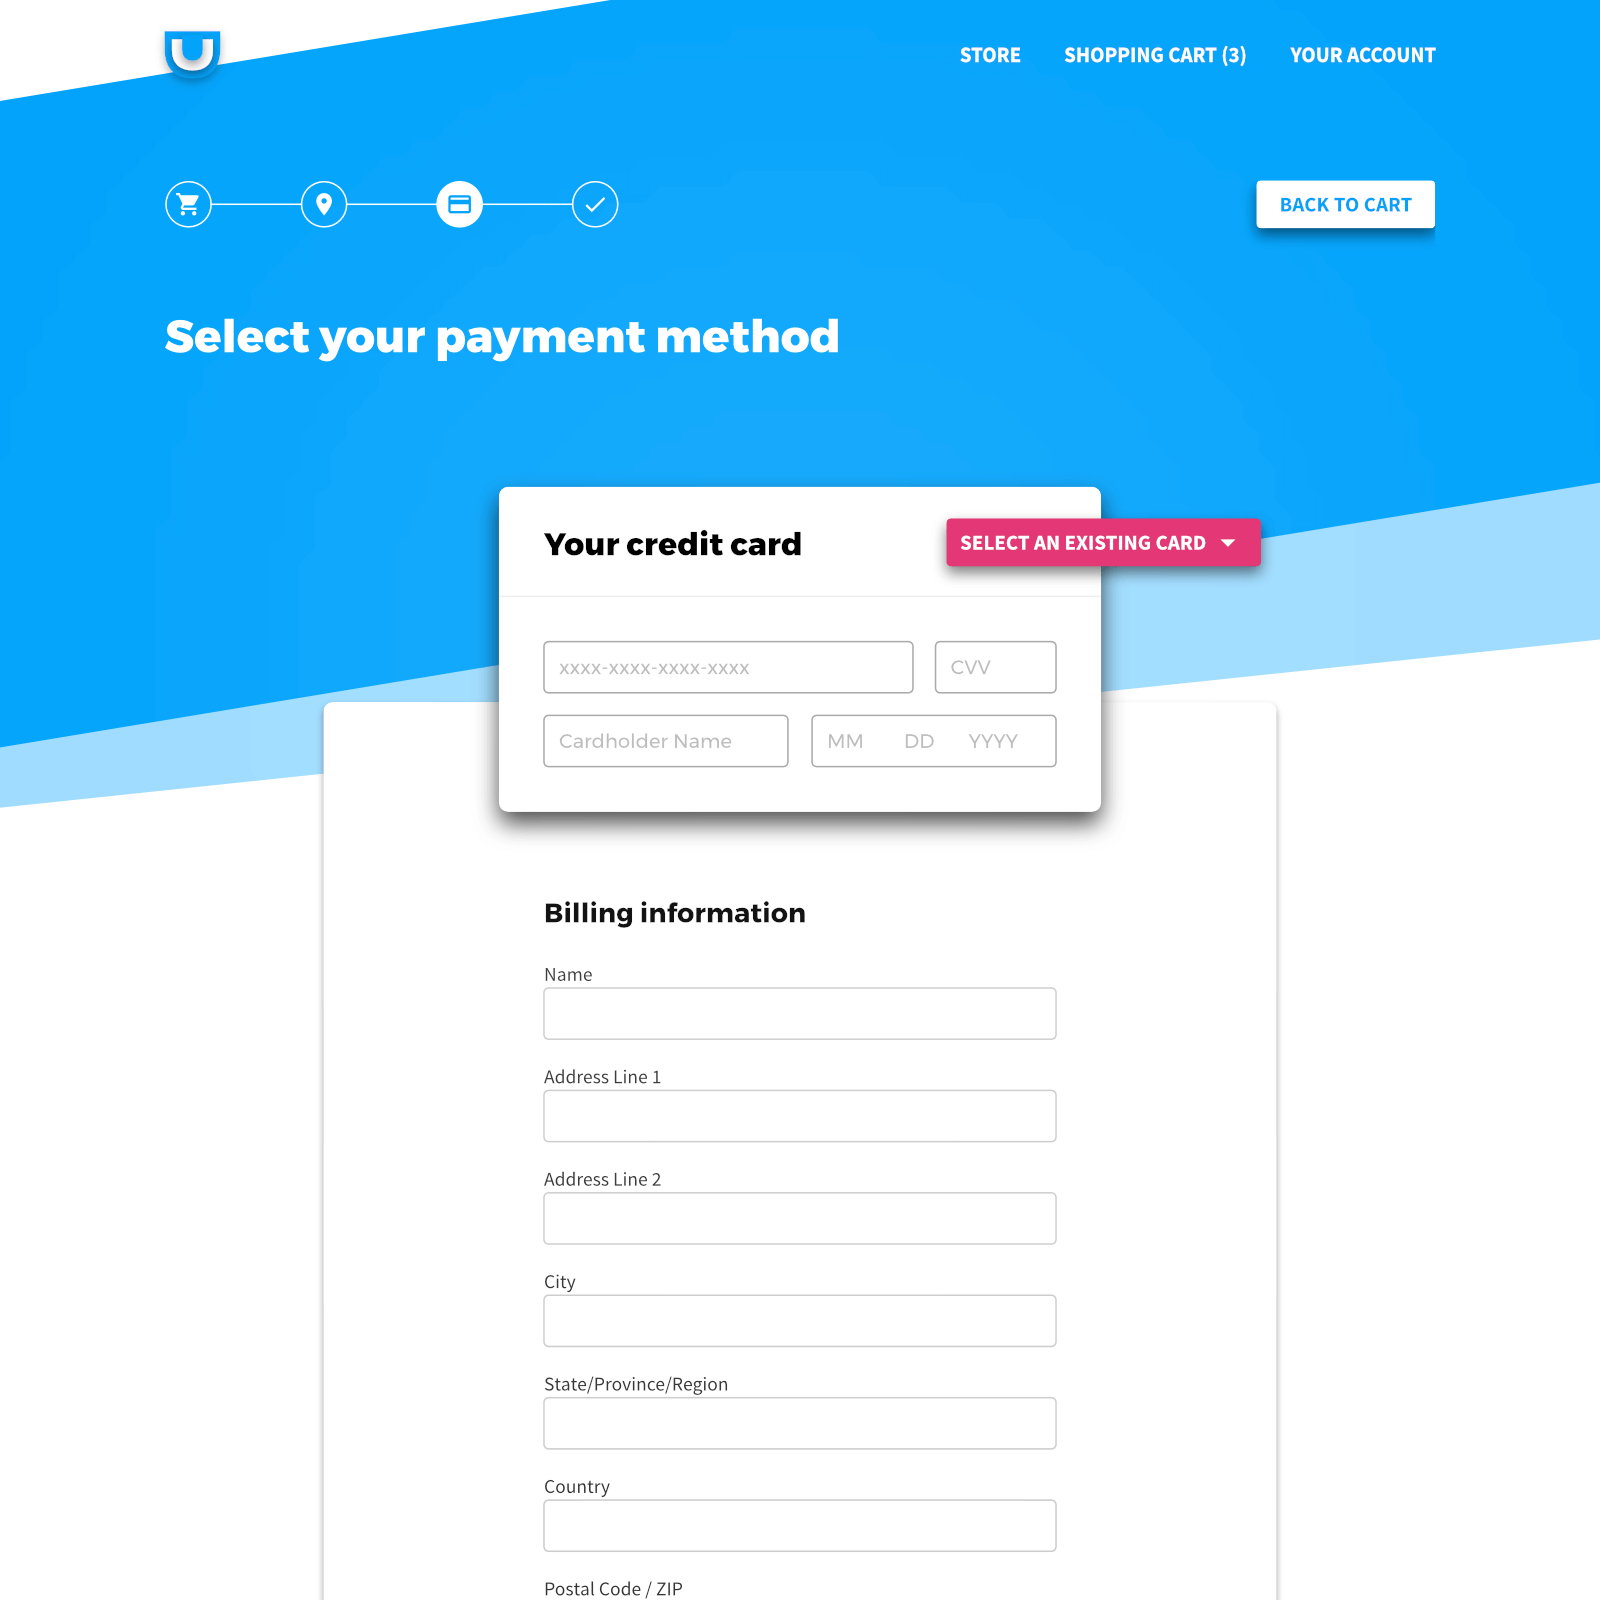 STORE SHOPPING CART (3) YOUR ACCOUNT
BACK TO CART
Select your payment method
Your credit card
SELECT AN EXISTING CARD
xxxx-xxxx-xxxx-xxxx CVV
Cardholder Name MM DD YYYY
Billing information
Name
Address Line 1
Address Line 2
City
State/Province/Region
Country
Postal Code / ZIP